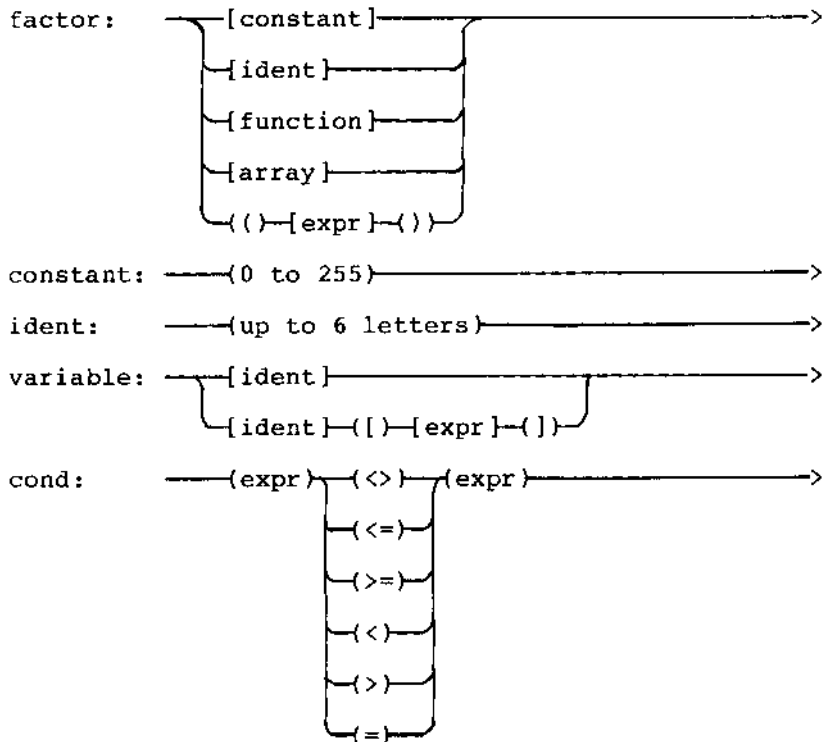 factor: [constant]
[ident]
[function]
[array]
(()[expr]())
constant: (0 to 255)
ident: (up to 6 letters)
variable: [ident]
[ident]([)[expr](])
cond: (expr)(<>)(expr)
(<=)
(>=)
(<)
(>)
(=)